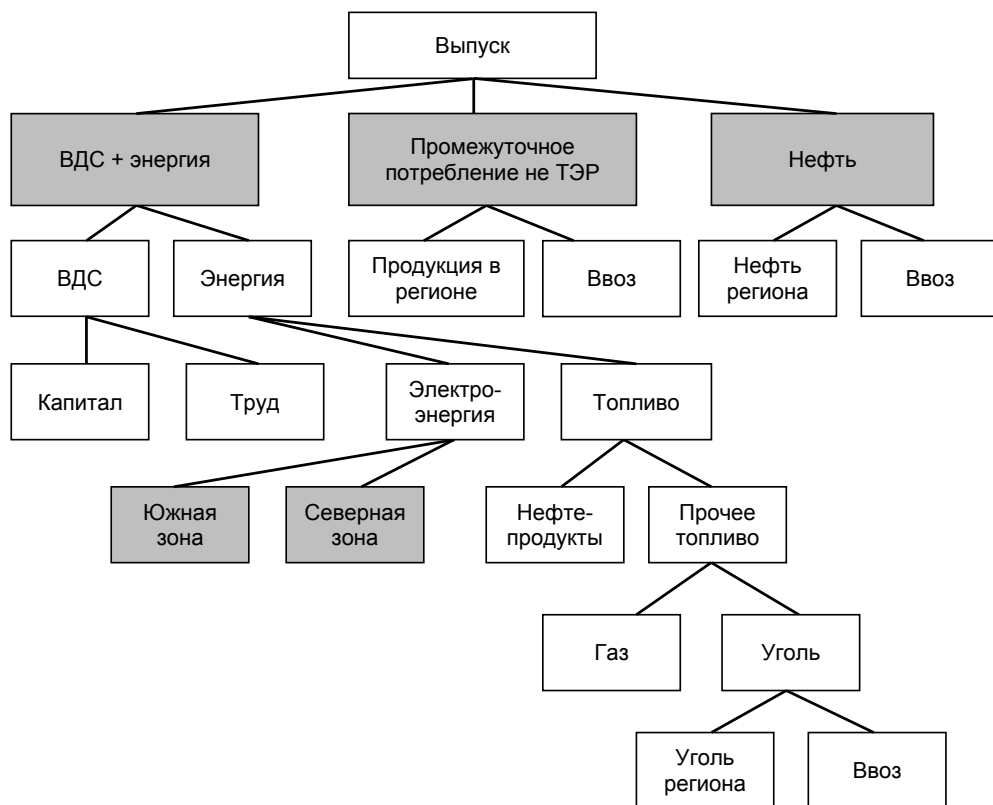 Выпуск
ВДС + энергия
Промежуточное
потребление не ТЭР
Нефть
ВДС
Энергия
Продукция в
регионе
Ввоз
Нефть
региона
Ввоз
Капитал
Труд
Электро-
энергия
Топливо
Южная
зона
Северная
зона
Нефте-
продукты
Прочее
топливо
Газ
Уголь
Уголь
региона
Ввоз